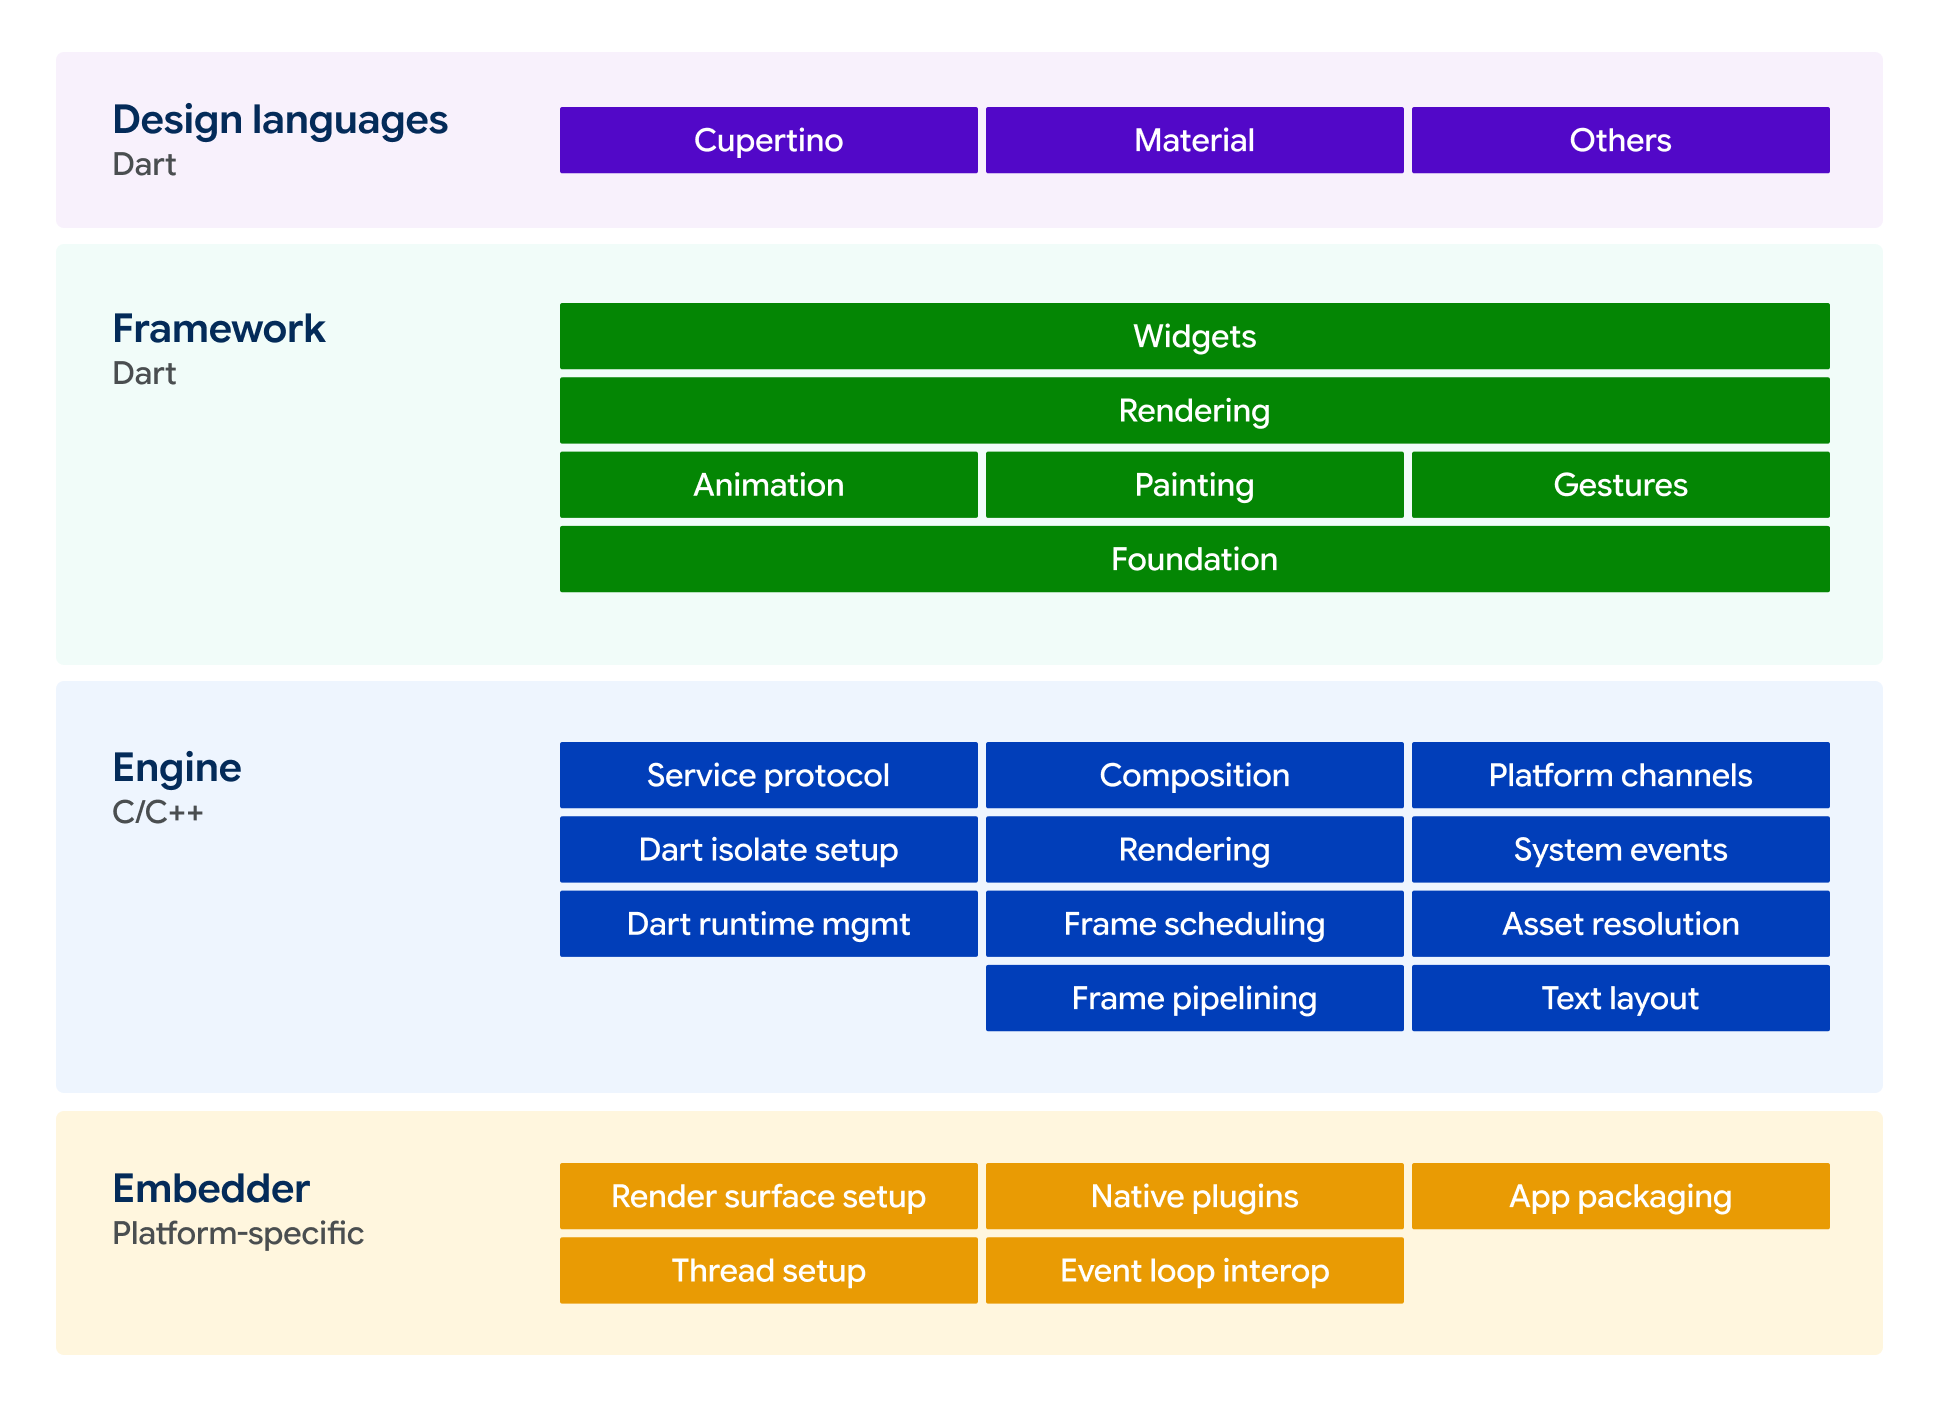 Design languages
Dart
Cupertino
Material
Others
Framework
Dart
Widgets
Rendering
Animation
Painting
Gestures
Foundation
Engine
C/C++
Service protocol
Composition
Platform channels
Dart isolate setup
Rendering
System events
Dart runtime mgmt
Frame scheduling
Asset resolution
Frame pipelining
Text layout
Embedder
Platform-specific
Render surface setup
Native plugins
App packaging
Thread setup
Event loop interop